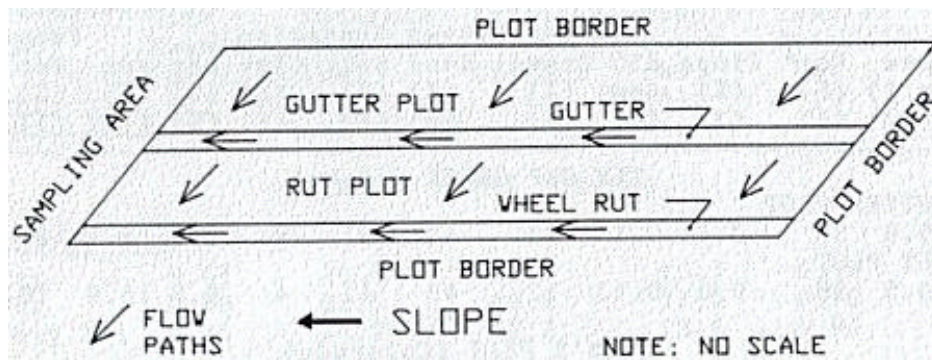 PLOT BORDER
GUTTER PLOT
GUTTER
SAMPLING AREA
PLOT BORDER
RUT PLOT
WHEEL RUT
PLOT BORDER
FLOW
PATHS
SLOPE
NOTE: NO SCALE